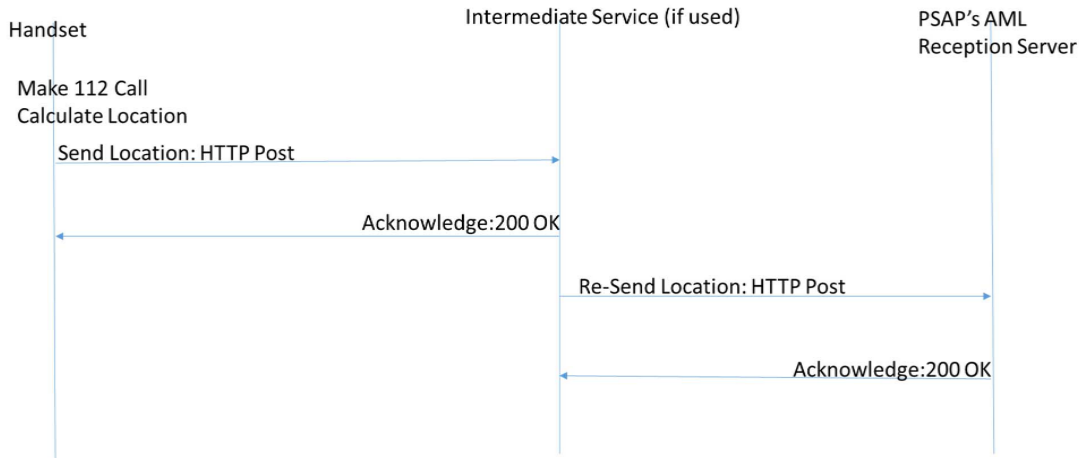 Handset
Intermediate Service (if used)
PSAP's AML
Reception Server
Make 112 Call
Calculate Location
Send Location: HTTP Post
Acknowledge:200 OK
Re-Send Location: HTTP Post
Acknowledge:200 OK